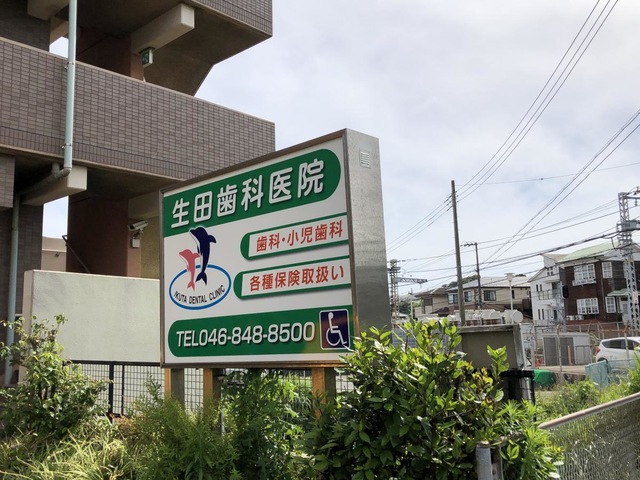 生田歯科医院
歯科・小児歯科
各種保険取扱い
IKUTA DENTAL CLINIC
TEL046-848-8500